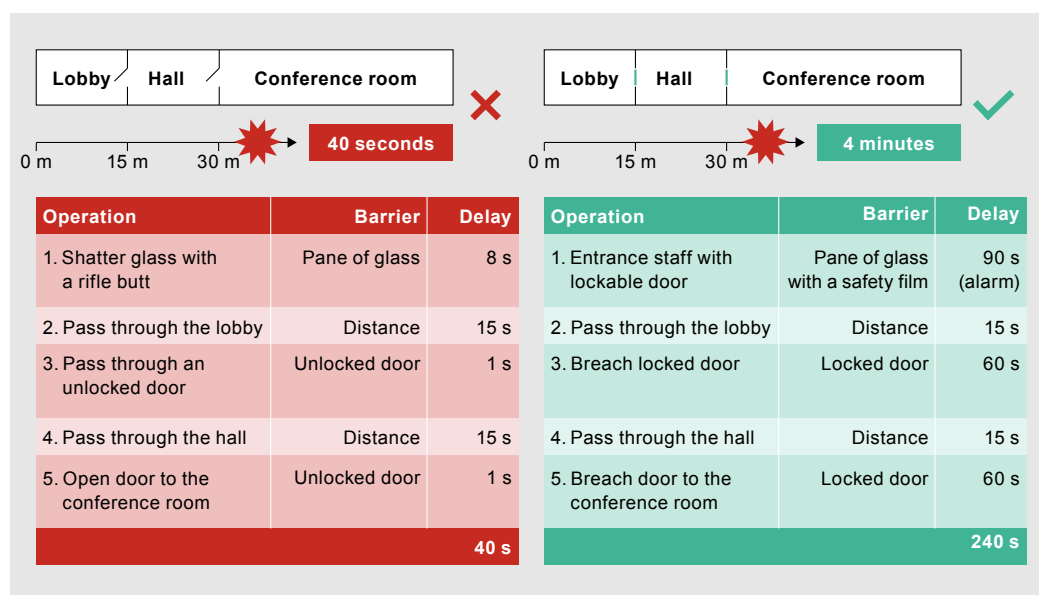 Lobby Hall Conference room
40 seconds
0 m 15 m 30 m
Operation Barrier Delay
1. Shatter glass with Pane of glass 8 s
a rifle butt
2. Pass through the lobby Distance 15 s
3. Pass through an Unlocked door 1 s
unlocked door
4. Pass through the hall Distance 15 s
5. Open door to the Unlocked door 1 s
conference room
40 s
Lobby Hall Conference room
4 minutes
0 m 15 m 30 m
Operation Barrier Delay
1. Entrance staff with Pane of glass 90 s
lockable door with a safety film (alarm)
2. Pass through the lobby Distance 15 s
3. Breach locked door Locked door 60 s
4. Pass through the hall Distance 15 s
5. Breach door to the Locked door 60 s
conference room
240 s